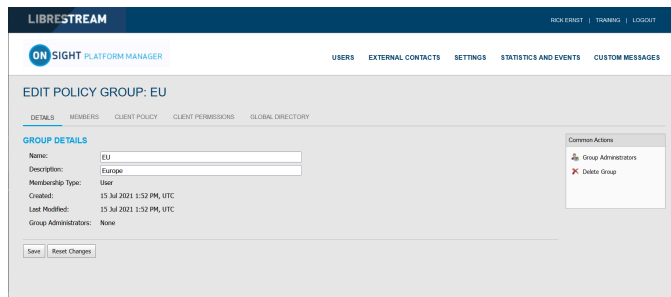 LIBRESTREAM
RICK ERNST | TRAINING | LOGOUT
ON SIGHT PLATFORM MANAGER
USERS EXTERNAL CONTACTS SETTINGS STATISTICS AND EVENTS CUSTOM MESSAGES
EDIT POLICY GROUP: EU
DETAILS MEMBERS CLIENT POLICY CLIENT PERMISSIONS GLOBAL DIRECTORY
GROUP DETAILS
Name: EU
Description: Europe
Membership Type: User
Created: 15 Jul 2021 1:52 PM, UTC
Last Modified: 15 Jul 2021 1:52 PM, UTC
Group Administrators: None
Save Reset Changes
Common Actions
Group Administrators
Delete Group